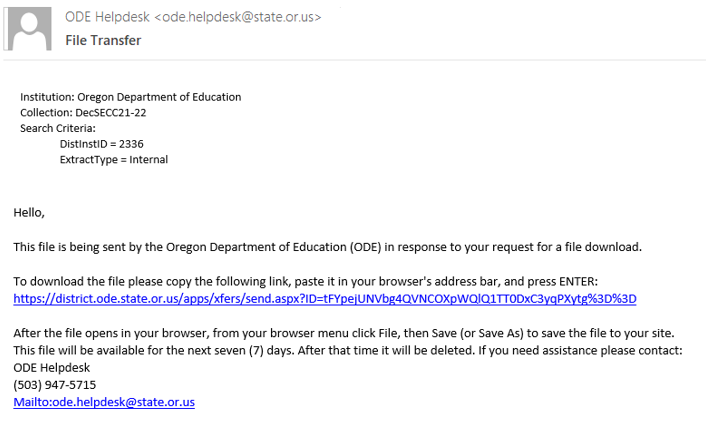 ODE Helpdesk <ode.helpdesk@state.or.us>
File Transfer
Institution: Oregon Department of Education
Collection: DecSECC21-22
Search Criteria:
DistInstID = 2336
ExtractType = Internal
Hello,
This file is being sent by the Oregon Department of Education (ODE) in response to your request for a file download.
To download the file please copy the following link, paste it in your browser's address bar, and press ENTER:
https://district.ode.state.or.us/apps/xfers/send.aspx?ID=tFYpejUNVbg4QVNCOXpWQlQ1TT0DxC3yqPXytg%3D%3D
After the file opens in your browser, from your browser menu click File, then Save (or Save As) to save the file to your site.
This file will be available for the next seven (7) days. After that time it will be deleted. If you need assistance please contact:
ODE Helpdesk
(503) 947-5715
Mailto:ode.helpdesk@state.or.us